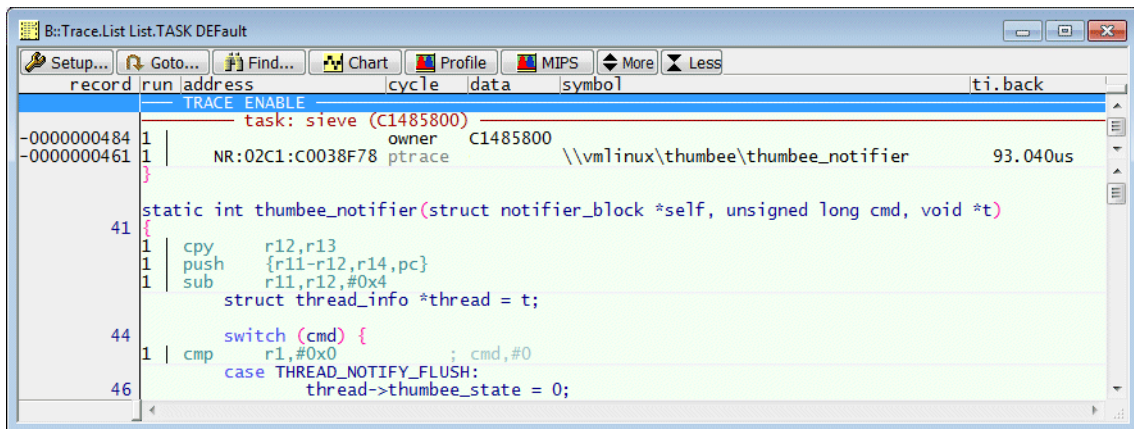 B::Trace.List List.TASK DEFault
Setup... Goto... Find... Chart Profile MIPS More Less
record run address cycle data symbol ti.back
TRACE ENABLE
task: sieve (C1485800)
-0000000484 1 owner C1485800
-0000000461 1 NR:02C1:C0038F78 ptrace \\vmlinux\thumbee\thumbee_notifier 93.040us
}
static int thumbee_notifier(struct notifier_block *self, unsigned long cmd, void *t)
41 {
1 cpy r12,r13
1 push {r11-r12,r14,pc}
1 sub r11,r12,#0x4
struct thread_info *thread = t;
44 switch (cmd) {
1 cmp r1,#0x0 ; cmd,#0
case THREAD_NOTIFY_FLUSH:
46 thread->thumbee_state = 0;